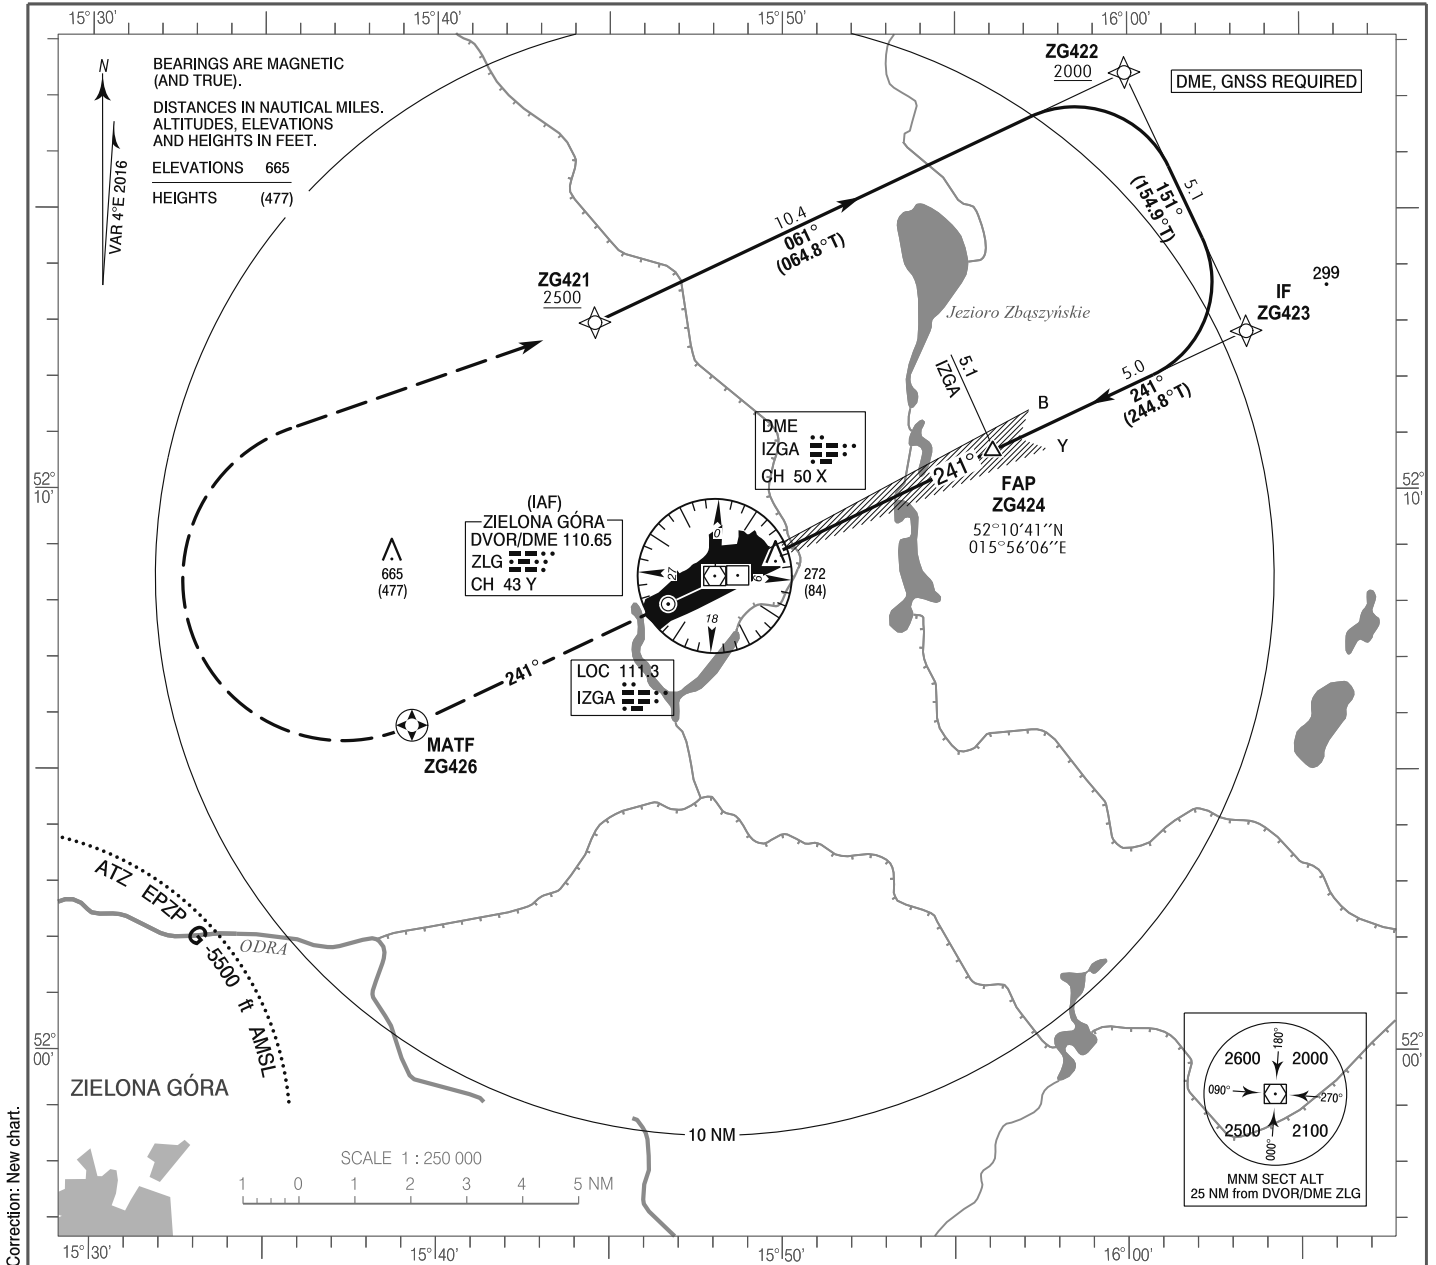 15°30′
15°40′
15°50′
16°00′
N
VAR 4°E 2016
BEARINGS ARE MAGNETIC
(AND TRUE).
DISTANCES IN NAUTICAL MILES.
ALTITUDES, ELEVATIONS
AND HEIGHTS IN FEET.
ELEVATIONS 665
HEIGHTS (477)
ZG422
2000
DME, GNSS REQUIRED
5.1
151°
(154.9°T)
10.4
061°
(064.8°T)
ZG421
2500
299
IF
ZG423
Jezioro Zbąszyńskie
5.1
IZGA
5.0
241°
(244.8°T)
B
Y
DME
IZGA
CH 50 X
241°
FAP
ZG424
52°10′41′′N
015°56′06′′E
52°
10′
52°
10′
(IAF)
ZIELONA GÓRA
DVOR/DME 110.65
ZLG
CH 43 Y
665
(477)
0
27
9
18
272
(84)
241°
LOC 111.3
IZGA
MATF
ZG426
ATZ EPZP G -5500 ft AMSL
ODRA
52°
00′
52°
00′
ZIELONA GÓRA
10 NM
SCALE 1 : 250 000
1 0 1 2 3 4 5 NM
2600
180°
2000
090°
270°
2500
000°
2100
MNM SECT ALT
25 NM from DVOR/DME ZLG
Correction: New chart.
15°30′
15°40′
15°50′
16°00′